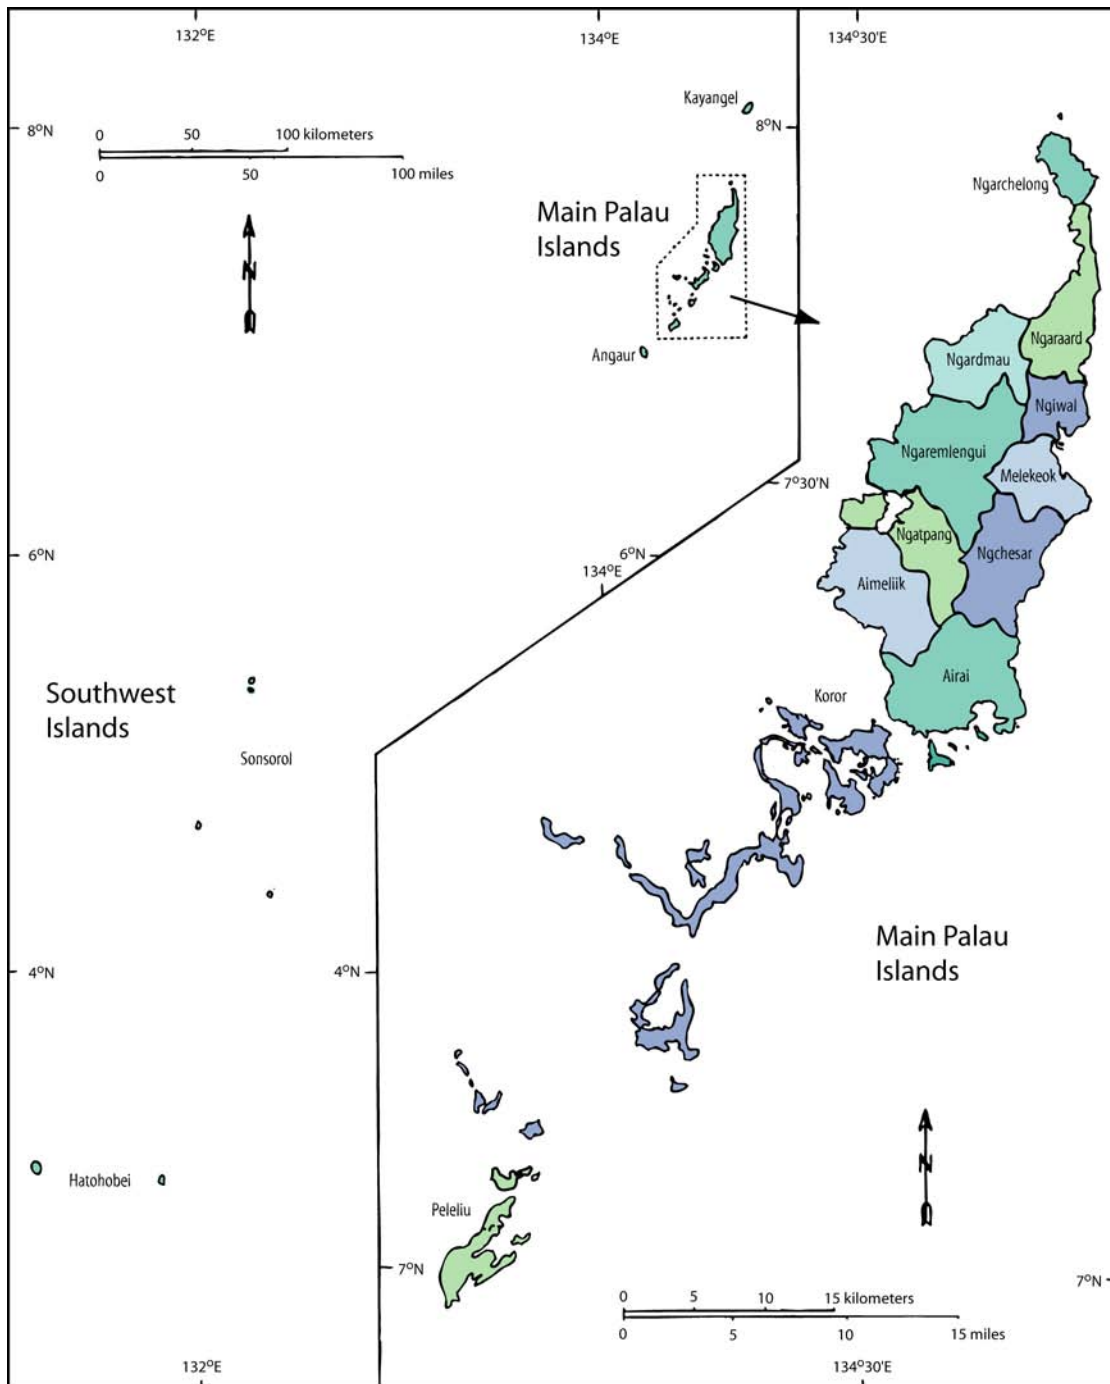 132°E
134°E
134°30'E
Kayangel
8°N
8°N
0 50 100 kilometers
0 50 100 miles
Ngarchelong
Main Palau
Islands
N
Angaur
Ngaraard
Ngardmau
Ngiwal
Ngaremlengui
Melekeok
7°30'N
Ngatpang
Ngchesar
6°N
6°N
134°E
Aimeliik
Airai
Southwest
Islands
Koror
Sonsorol
Main Palau
Islands
4°N
4°N
N
Hatohobei
Peleliu
7°N
7°N
0 5 10 15 kilometers
0 5 10 15 miles
132°E
134°30'E